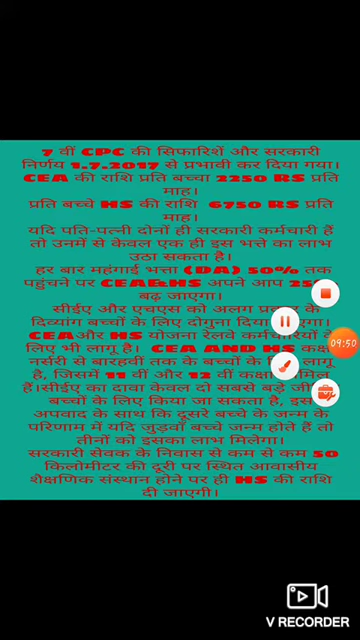 7 वीं CPC की सिफारिशें और सरकारी
निर्णय 1.7.2017 से प्रभावी कर दिया गया।
CEA की राशि प्रति बच्चा 2250 RS प्रति
माह।
प्रति बच्चे HS की राशि 6750 RS प्रति
माह।
यदि पति-पत्नी दोनों ही सरकारी कर्मचारी हैं
तो उनमें से केवल एक ही इस भत्ते का लाभ
उठा सकता है।
हर बार महंगाई भत्ता (DA) 50% तक
पहुंचने पर CEA&HS अपने आप
बढ़ जाएगा।
सीईए और एचएस को अलग के
दिव्यांग बच्चों के लिए दोगुना दिया
CEAऔर HS योजना रेलवे कर्मचारियों
लिए भी लागू है। CEA AND HS कक्षा
नर्सरी से बारहवीं तक के बच्चों के लागू
है, जिसमें 11 वीं और 12 वीं कक्षा
हैं।सीईए का दावा केवल दो सबसे बड़े
बच्चों के लिए किया जा सकता है, इस
अपवाद के साथ कि दूसरे बच्चे के जन्म के
परिणाम में यदि जुड़वा बच्चे जन्म होते हैं तो
तीनों को इसका लाभ मिलेगा।
सरकारी सेवक के निवास से कम से कम 50
किलोमीटर की दूरी पर स्थित आवासीय
शैक्षणिक संस्थान होने पर ही HS की राशि
दी जाएगी।
09:50
V RECORDER